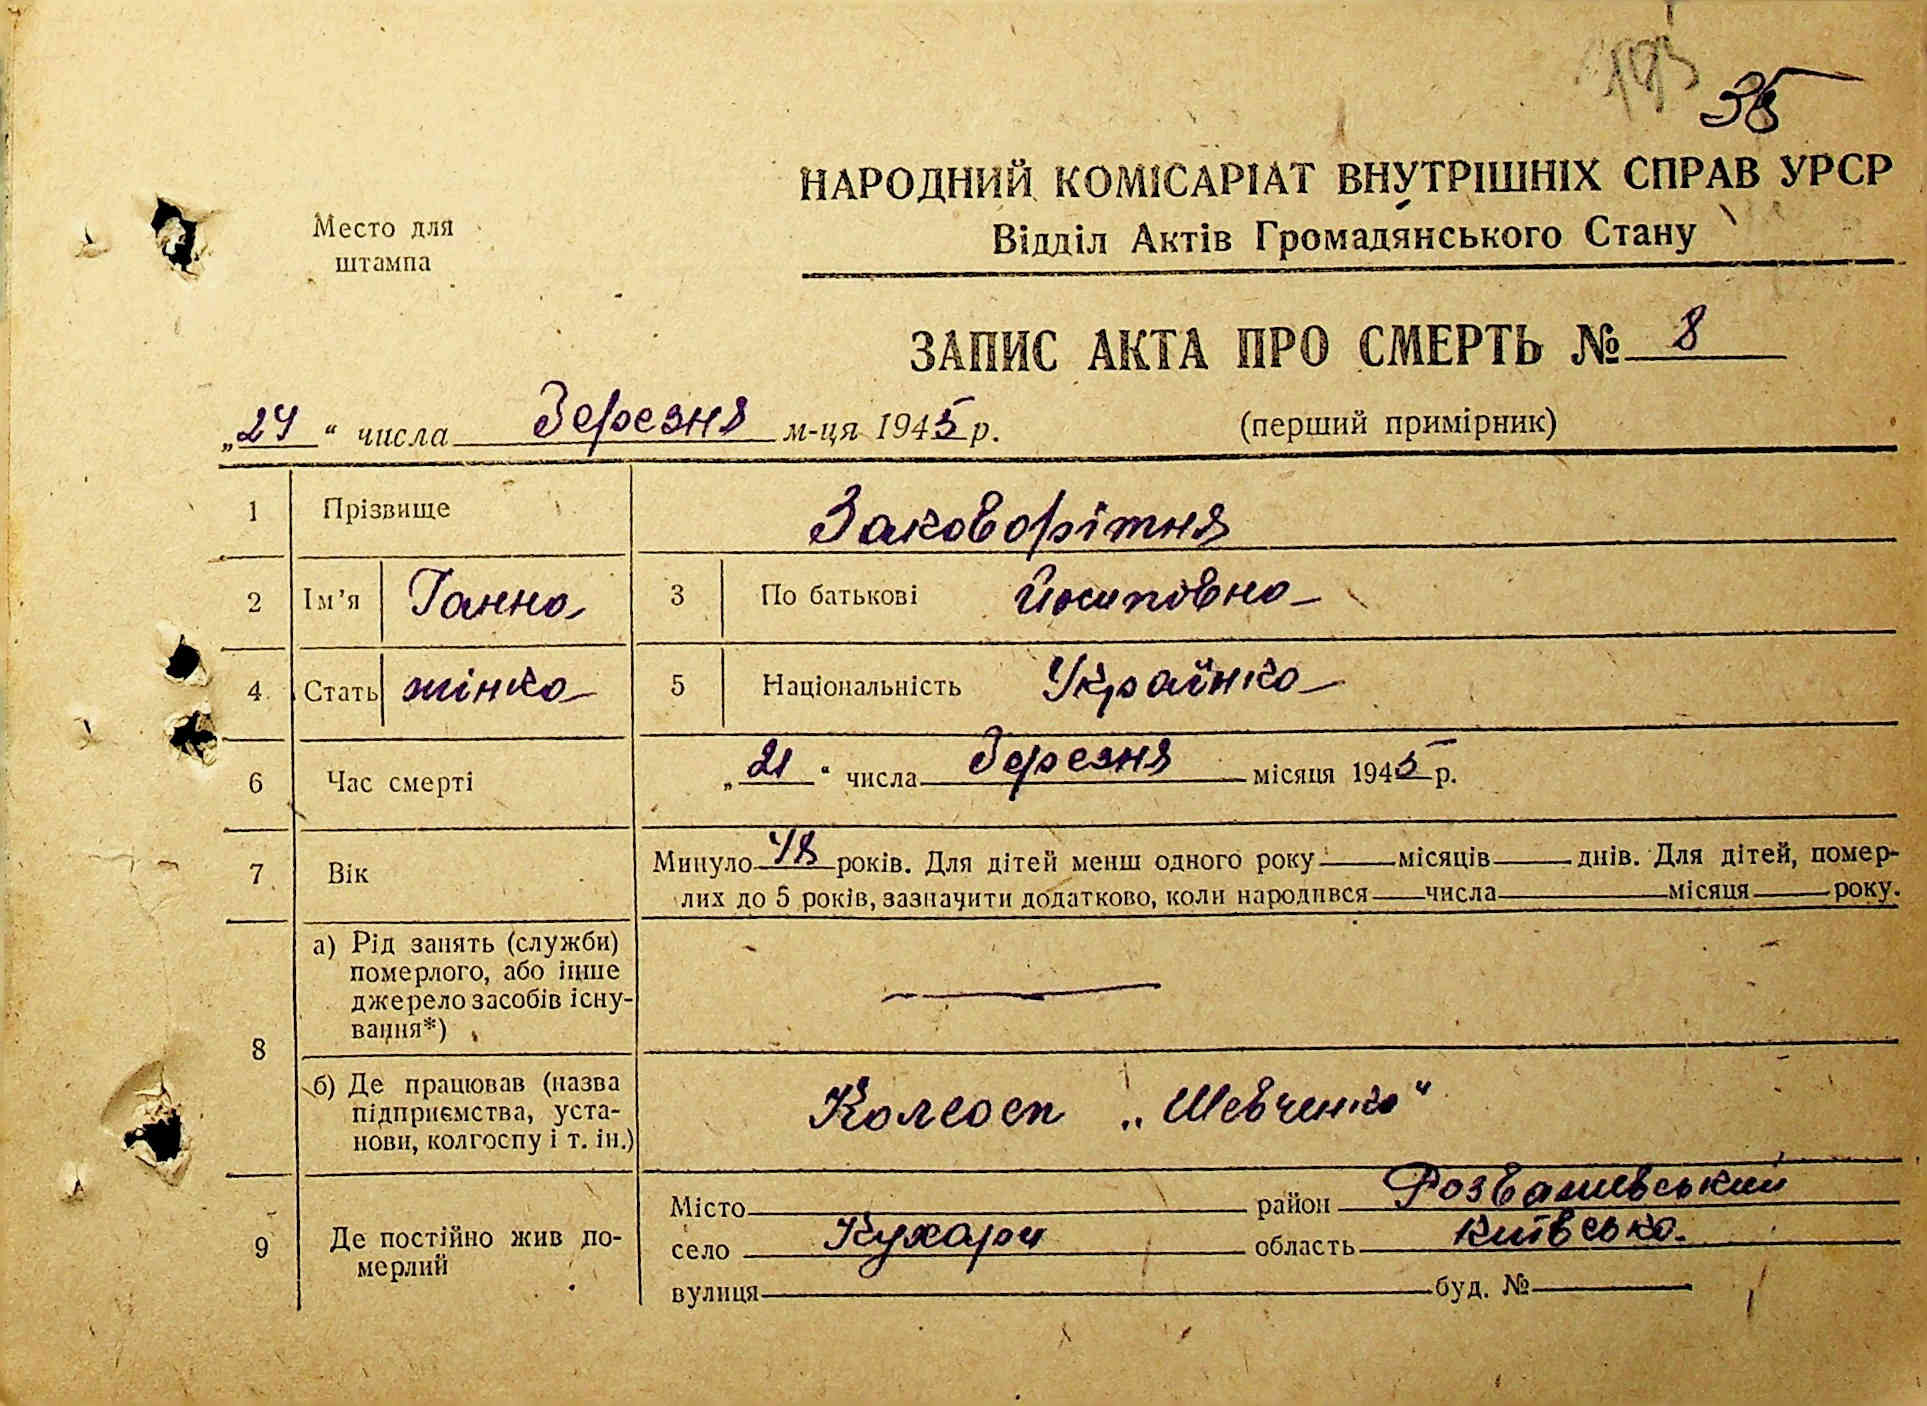 193
35
НАРОДНИЙ КОМІСАРІАТ ВНУТРІШНІХ СПРАВ УРСР
Відділ Актів Громадянського Стану
Место для
штампа
ЗАПИС АКТА ПРО СМЕРТЬ № 8
„24“ числа Березня м-ця 1945 р.
(перший примірник)
1 Прізвище Заковорітня
2 Ім’я Ганна 3 По батькові Йосиповна
4 Стать жінка 5 Національність Українка
6 Час смерті „21“ числа Березня місяця 1945 р.
7 Вік Минуло 48 років. Для дітей менш одного року місяців днів. Для дітей, помер-
лих до 5 років, зазначити додатково, коли народився числа місяця року.
8 а) Рід занять (служби)
померлого, або інше
джерело засобів існу-
вання*)
б) Де працював (назва
підприємства, уста-
нови, колгоспу і т. ін.)
Колгосп „Шевченка“
9 Де постійно жив по-
мерлий
Місто район Розважівський
село Кухари область Київська
вулиця буд. №